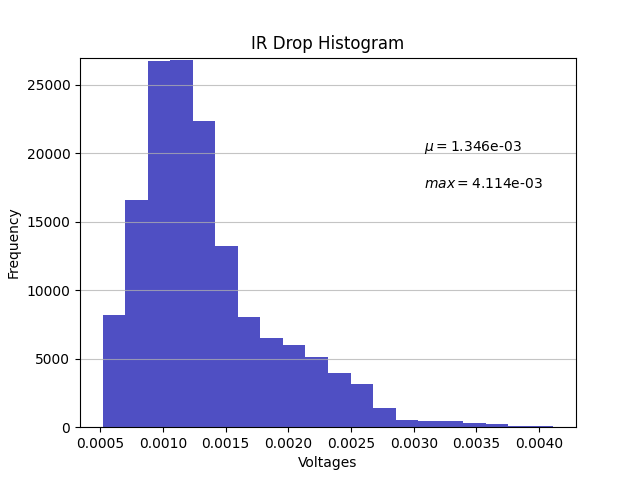 IR Drop Histogram
25000
20000
15000
10000
5000
0
Frequency
μ = 1.346e-03
max = 4.114e-03
0.0005 0.0010 0.0015 0.0020 0.0025 0.0030 0.0035 0.0040
Voltages